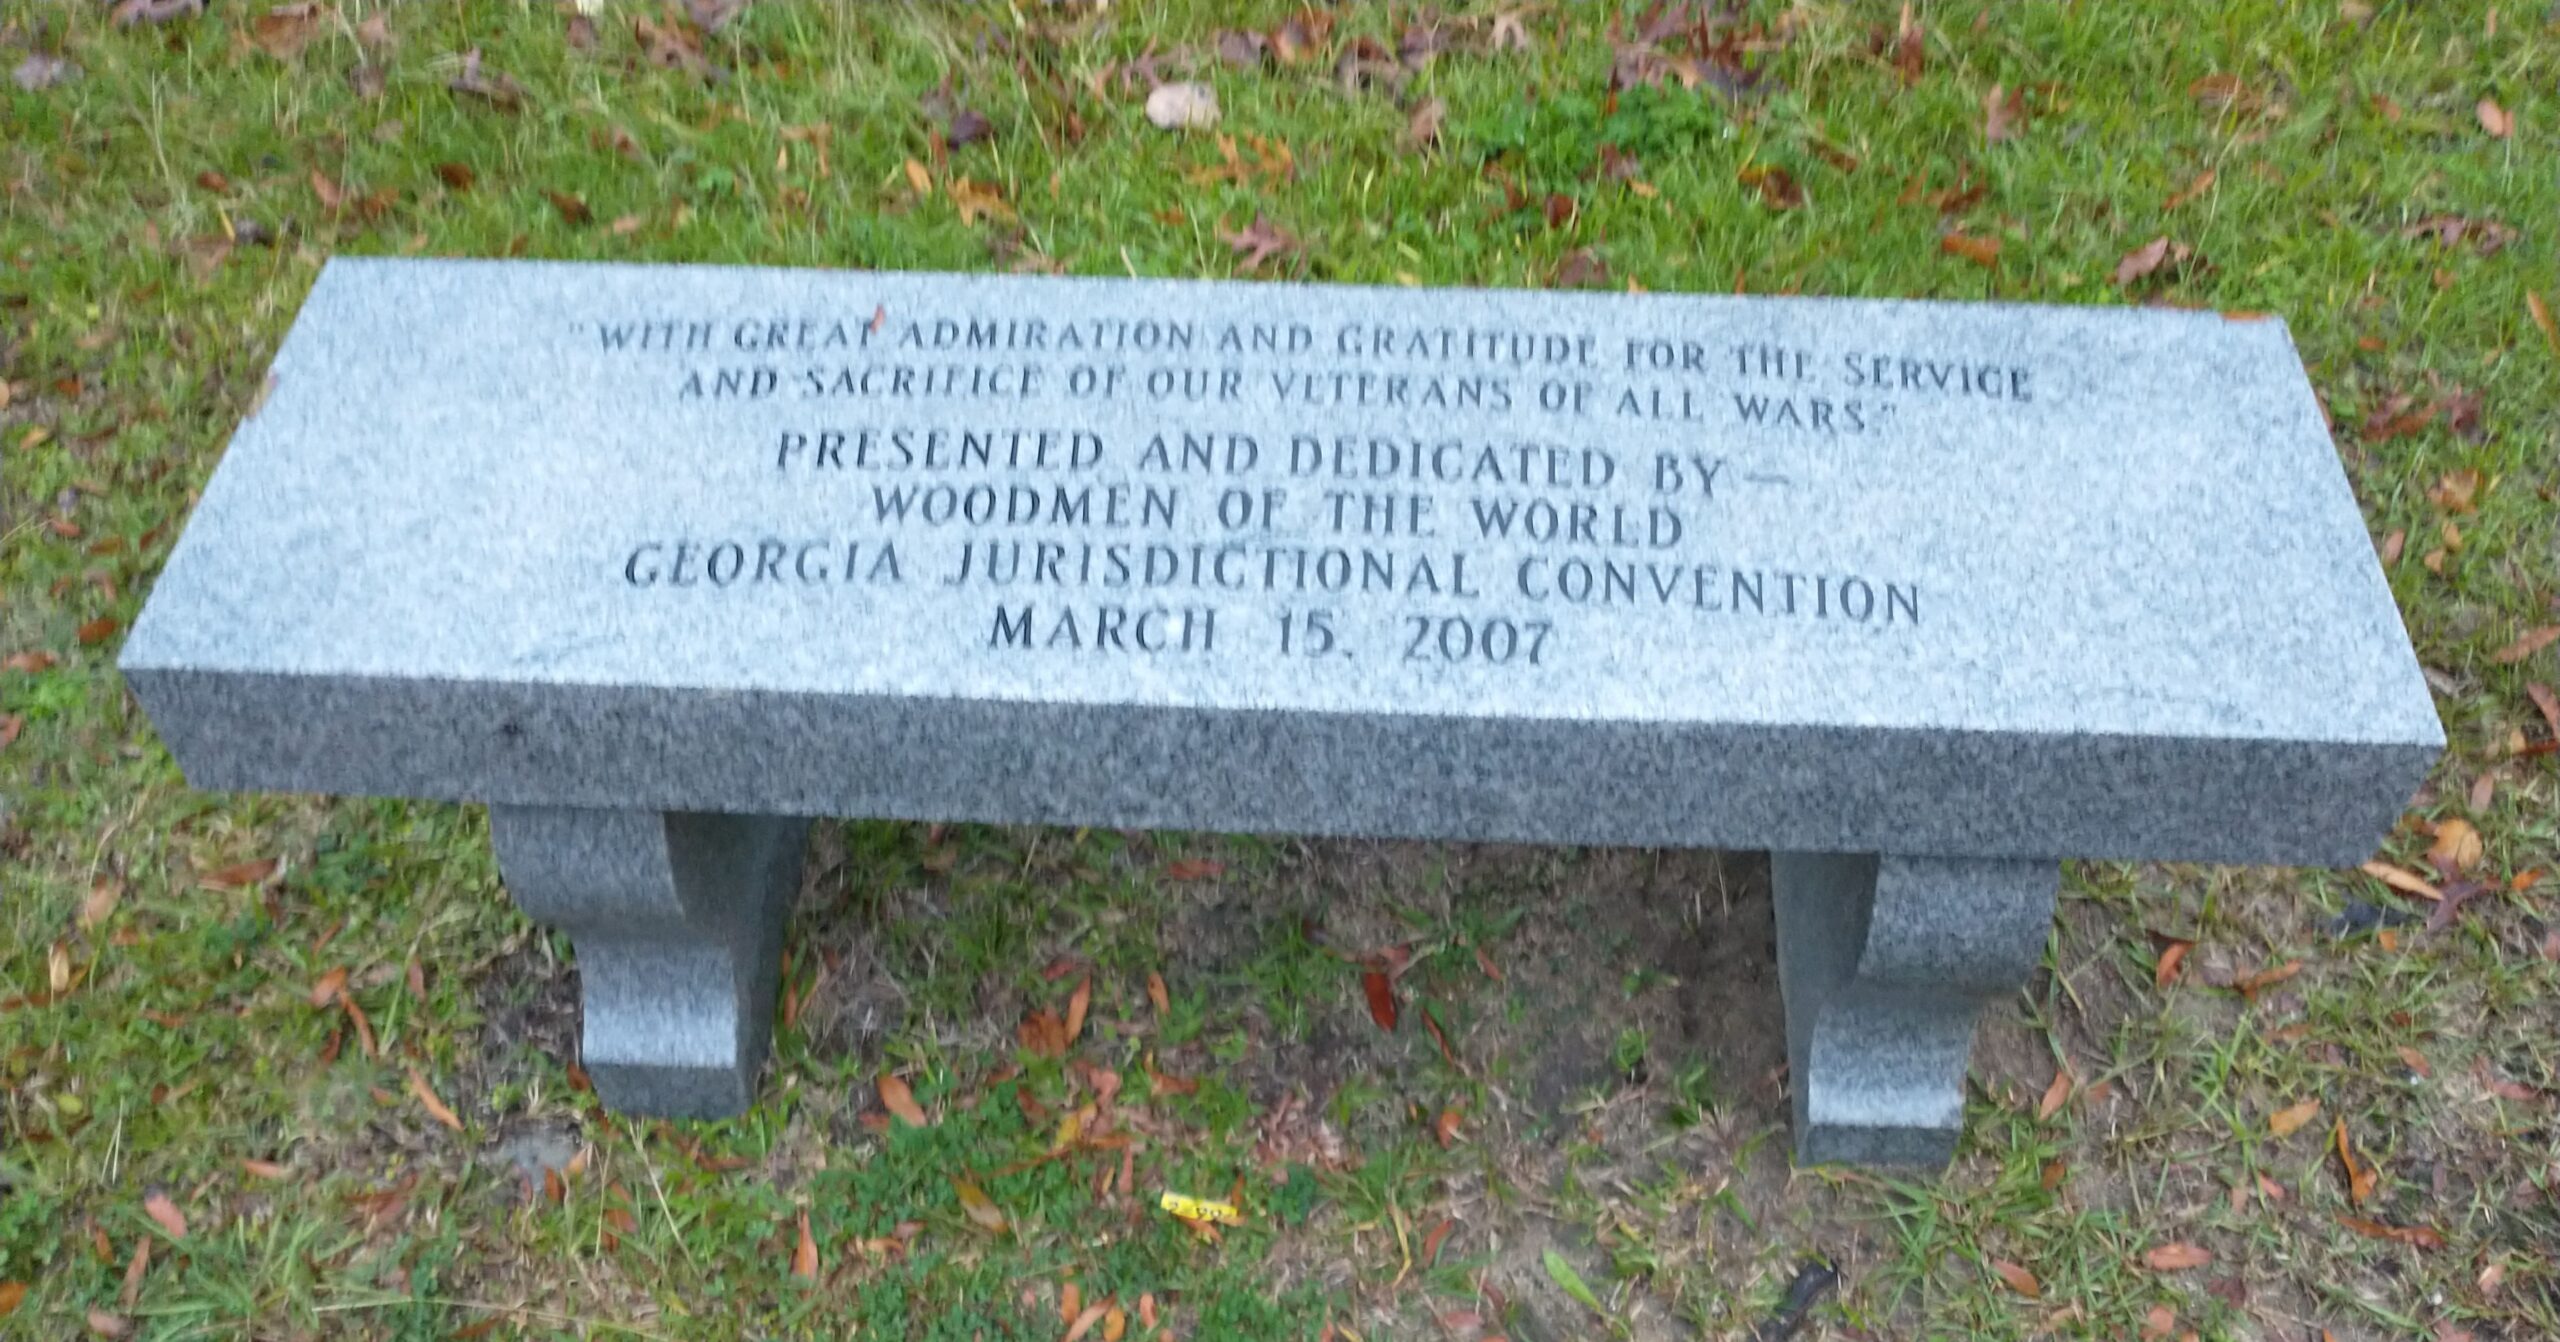 "WITH GREAT ADMIRATION AND GRATITUDE FOR THE SERVICE
AND SACRIFICE OF OUR VETERANS OF ALL WARS."
PRESENTED AND DEDICATED BY —
WOODMEN OF THE WORLD
GEORGIA JURISDICTIONAL CONVENTION
MARCH 15, 2007